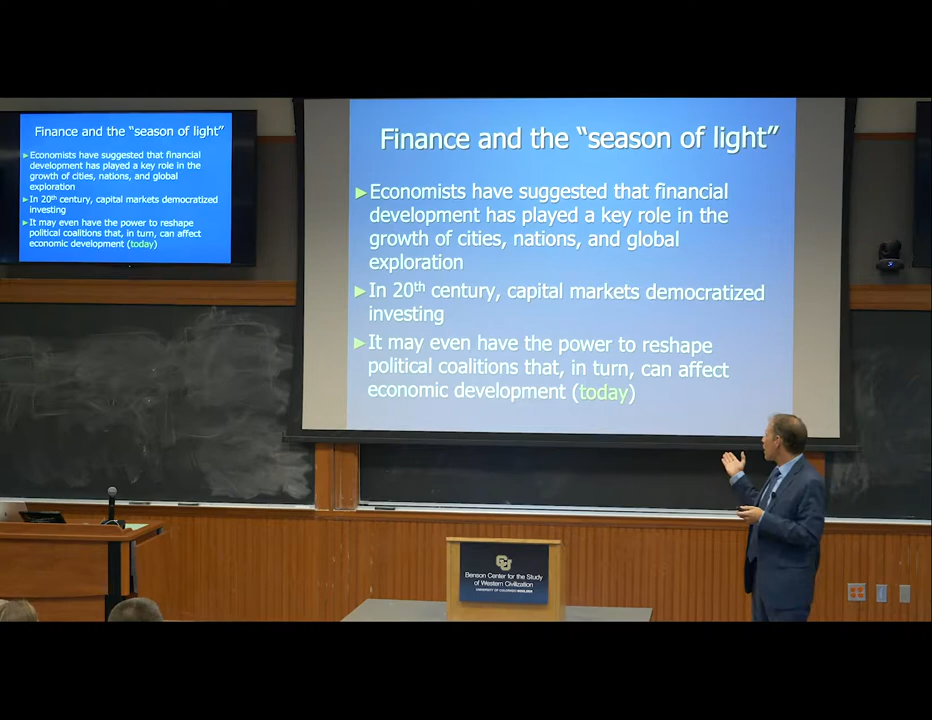 Finance and the “season of light”
Economists have suggested that financial
development has played a key role in the
growth of cities, nations, and global
exploration
In 20th century, capital markets democratized
investing
It may even have the power to reshape
political coalitions that, in turn, can affect
economic development (today)
Finance and the “season of light”
Economists have suggested that financial
development has played a key role in the
growth of cities, nations, and global
exploration
In 20th century, capital markets democratized
investing
It may even have the power to reshape
political coalitions that, in turn, can affect
economic development (today)
CU
Benson Center for the Study
of Western Civilization
UNIVERSITY OF COLORADO BOULDER